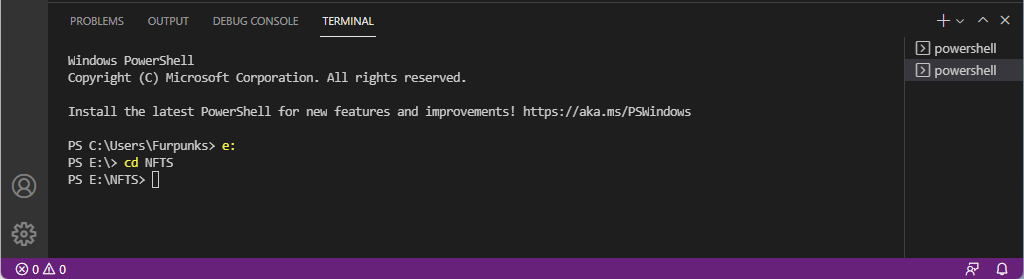 PROBLEMS OUTPUT DEBUG CONSOLE TERMINAL
Windows PowerShell
Copyright (C) Microsoft Corporation. All rights reserved.
Install the latest PowerShell for new features and improvements! https://aka.ms/PSWindows
PS C:\Users\Furpunks> e:
PS E:\> cd NFTS
PS E:\NFTS>
powershell
powershell
0 0